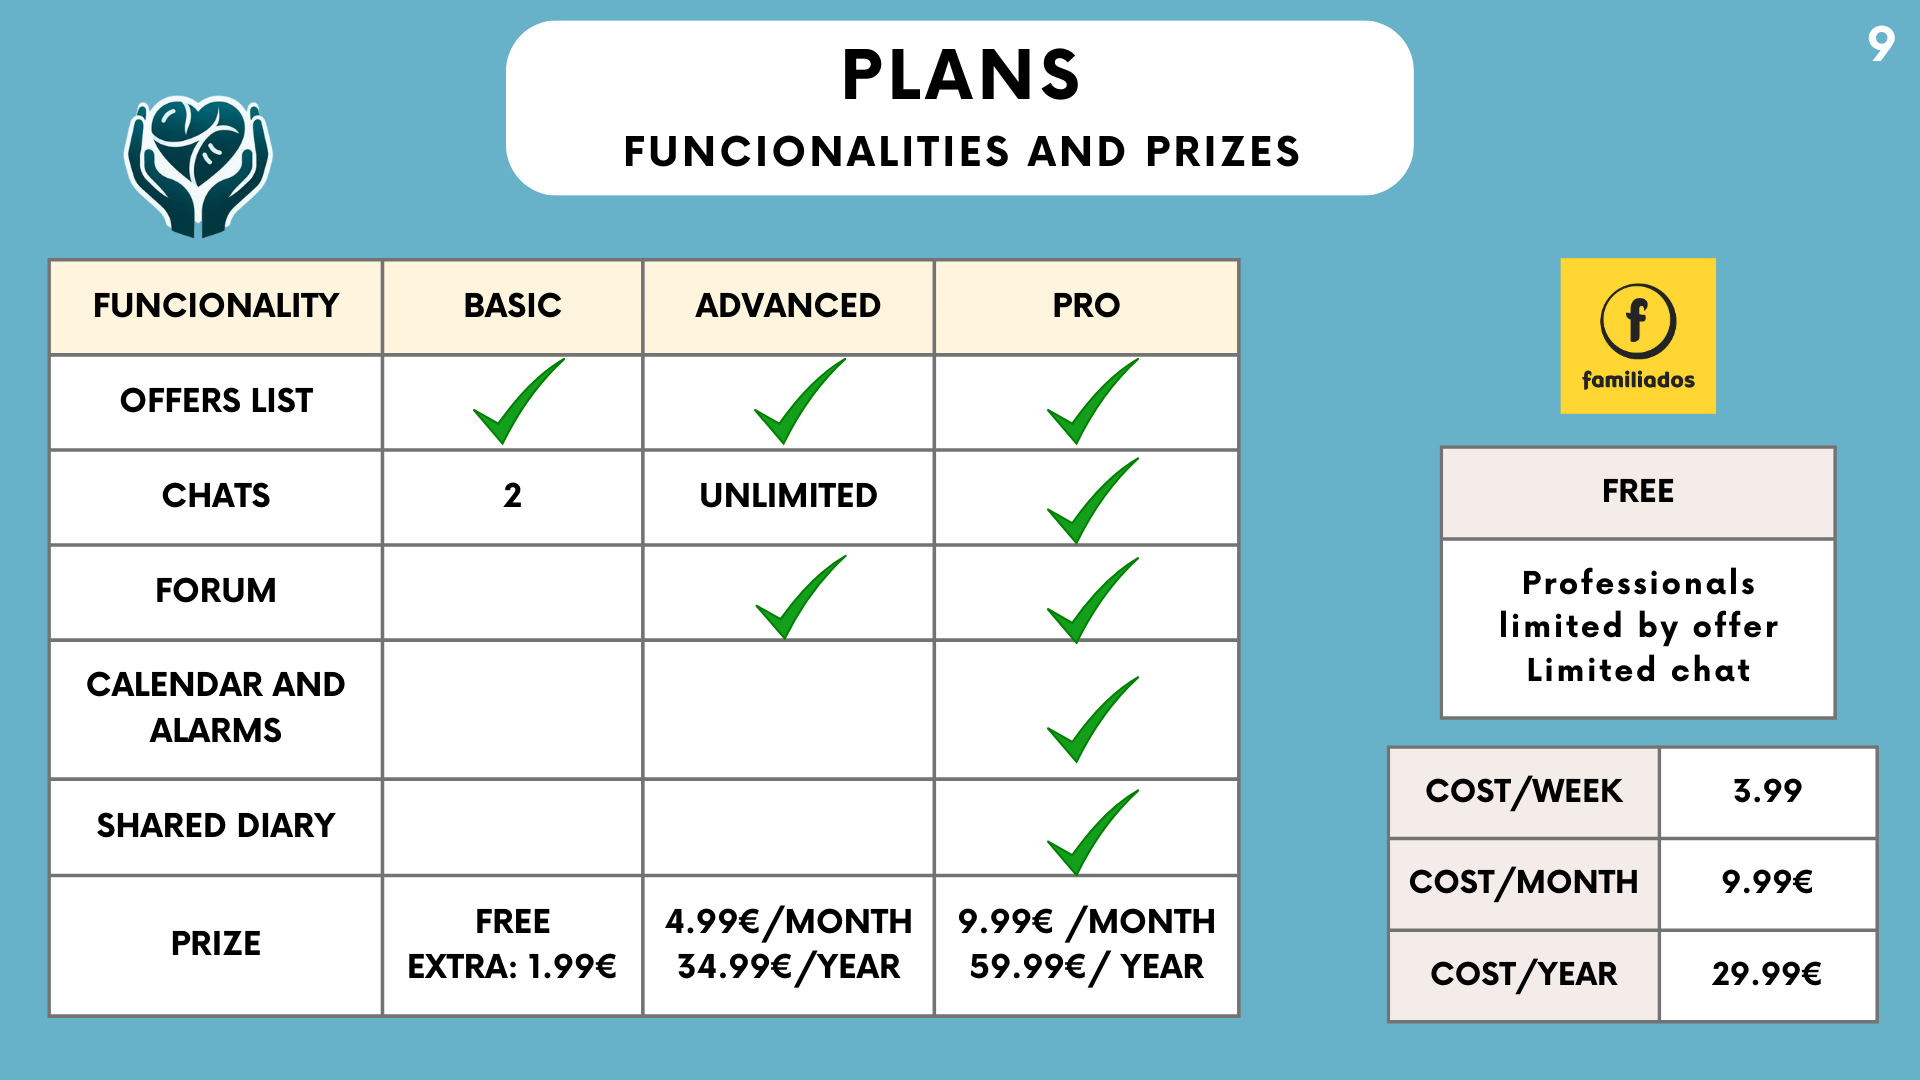 9
PLANS
FUNCIONALITIES AND PRIZES
FUNCIONALITY BASIC ADVANCED PRO
OFFERS LIST
CHATS 2 UNLIMITED
FORUM
CALENDAR AND
ALARMS
SHARED DIARY
PRIZE
FREE
EXTRA: 1.99€
4.99€/MONTH
34.99€/YEAR
9.99€ /MONTH
59.99€/ YEAR
f
familiados
FREE
Professionals
limited by offer
Limited chat
COST/WEEK 3.99
COST/MONTH 9.99€
COST/YEAR 29.99€